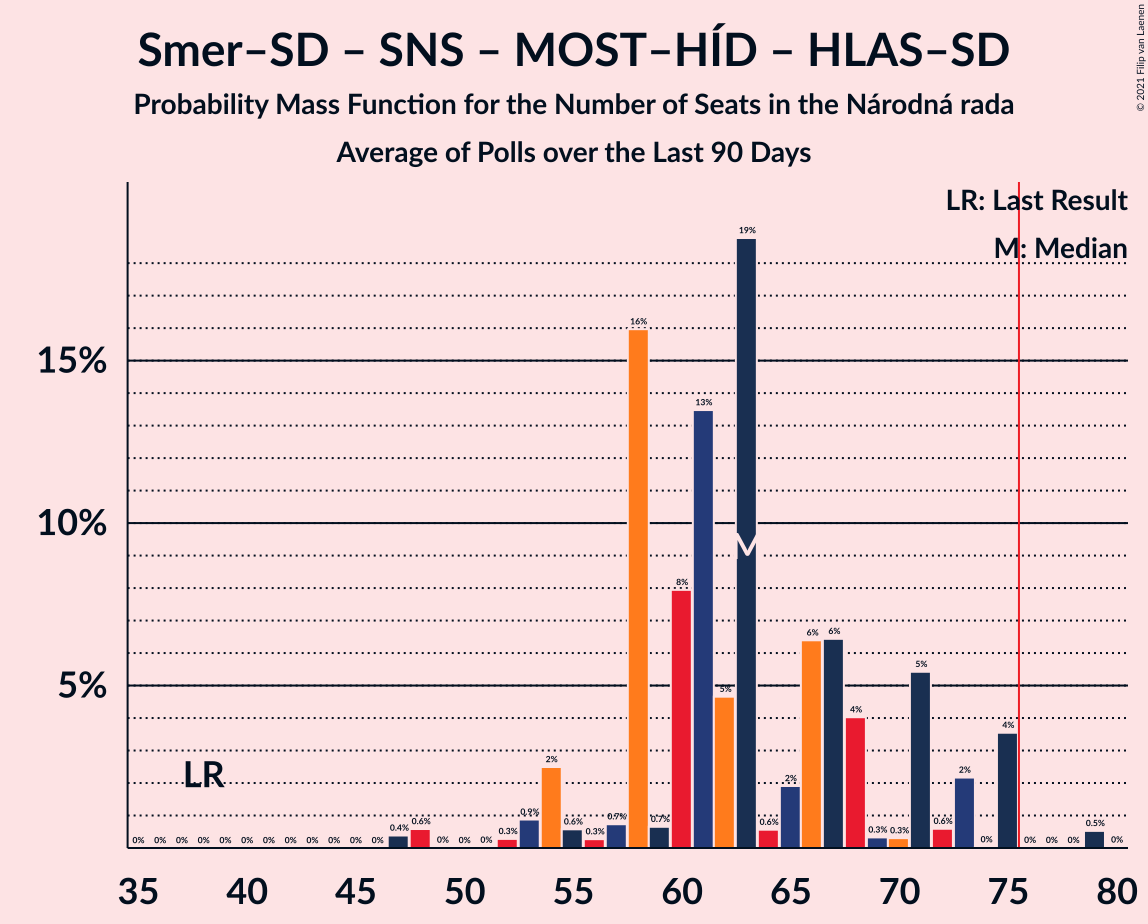 Smer–SD – SNS – MOST–HÍD – HLAS–SD
Probability Mass Function for the Number of Seats in the Národná rada
Average of Polls over the Last 90 Days
© 2021 Filip van Laenen
LR: Last Result
M: Median
15%
10%
5%
LR
M
0% 0% 0% 0% 0% 0% 0% 0% 0% 0% 0% 0% 0.4% 0.6% 0% 0% 0% 0.3% 0.9% 2% 0.6% 0.3% 0.7% 16% 0.7% 8% 13% 5% 19% 0.6% 2% 6% 6% 4% 0.3% 0.3% 5% 0.6% 2% 0% 4% 0% 0% 0% 0.5% 0%
35 40 45 50 55 60 65 70 75 80